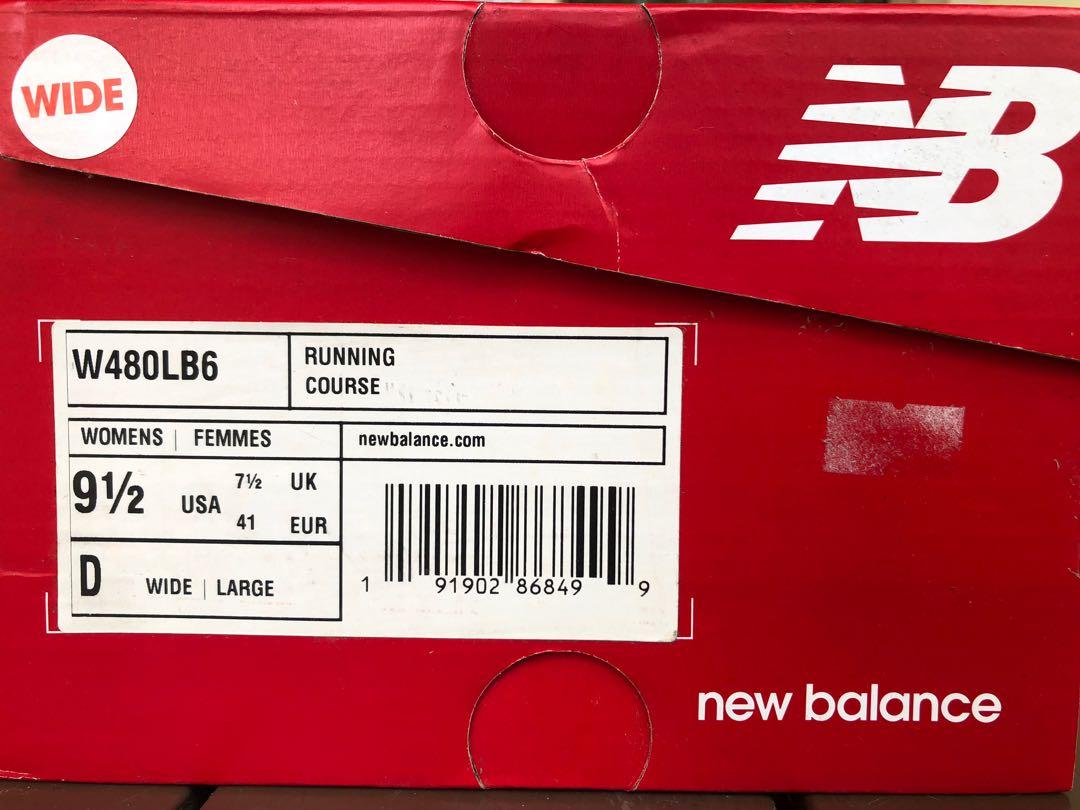 WIDE
NB
W480LB6
RUNNING
COURSE
WOMENS | FEMMES
newbalance.com
9½ USA 7½ UK
41 EUR
D WIDE | LARGE
1 91902 86849 9
new balance